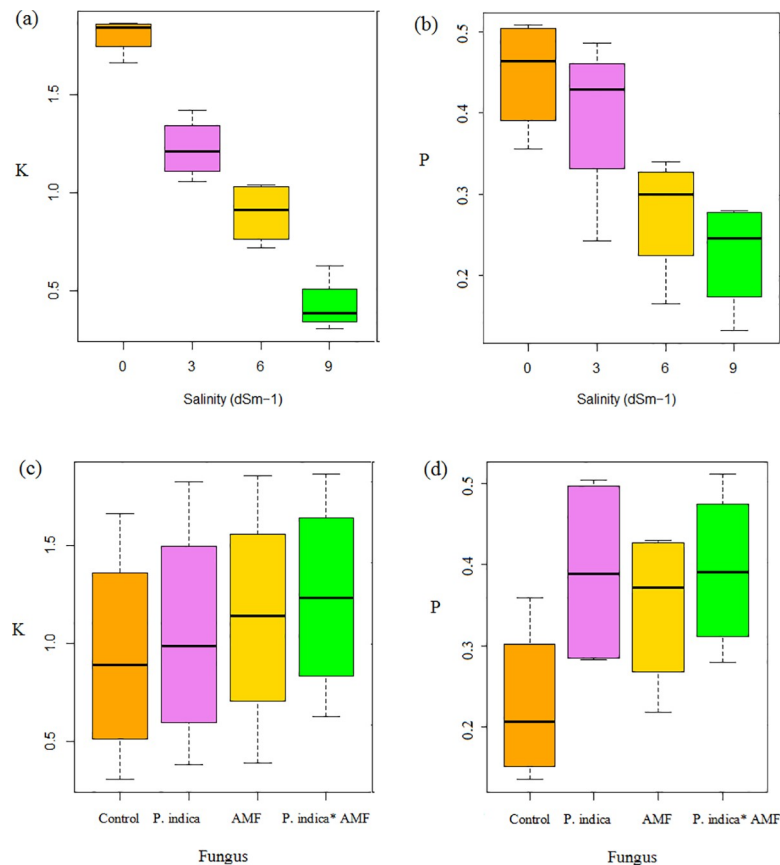 (a)
K
1.5
1.0
0.5
0 3 6 9
Salinity (dSm−1)
(b)
P
0.5
0.4
0.3
0.2
0 3 6 9
Salinity (dSm−1)
(c)
K
1.5
1.0
0.5
Control P. indica AMF P. indica* AMF
Fungus
(d)
P
0.5
0.4
0.3
0.2
Control P. indica AMF P. indica* AMF
Fungus